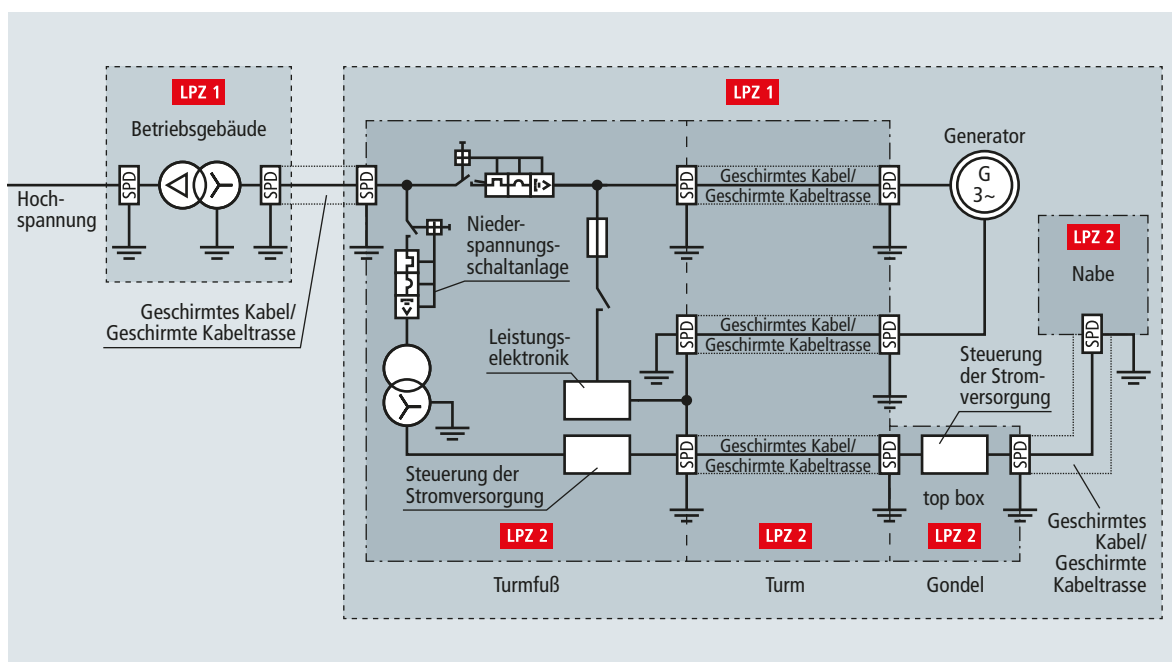 LPZ 1
Betriebsgebäude
SPD
SPD
Hoch-
spannung
Geschirmtes Kabel/
Geschirmte Kabeltrasse
LPZ 1
SPD
Nieder-
spannungs-
schaltanlage
SPD
Geschirmtes Kabel/
Geschirmte Kabeltrasse
SPD
Generator
G
3~
LPZ 2
Nabe
SPD
SPD
Geschirmtes Kabel/
Geschirmte Kabeltrasse
SPD
Leistungs-
elektronik
Steuerung
der Strom-
versorgung
SPD
Geschirmtes Kabel/
Geschirmte Kabeltrasse
SPD
SPD
Steuerung der
Stromversorgung
top box
Geschirmtes
Kabel/
Geschirmte
Kabeltrasse
LPZ 2
LPZ 2
LPZ 2
Turmfuß
Turm
Gondel